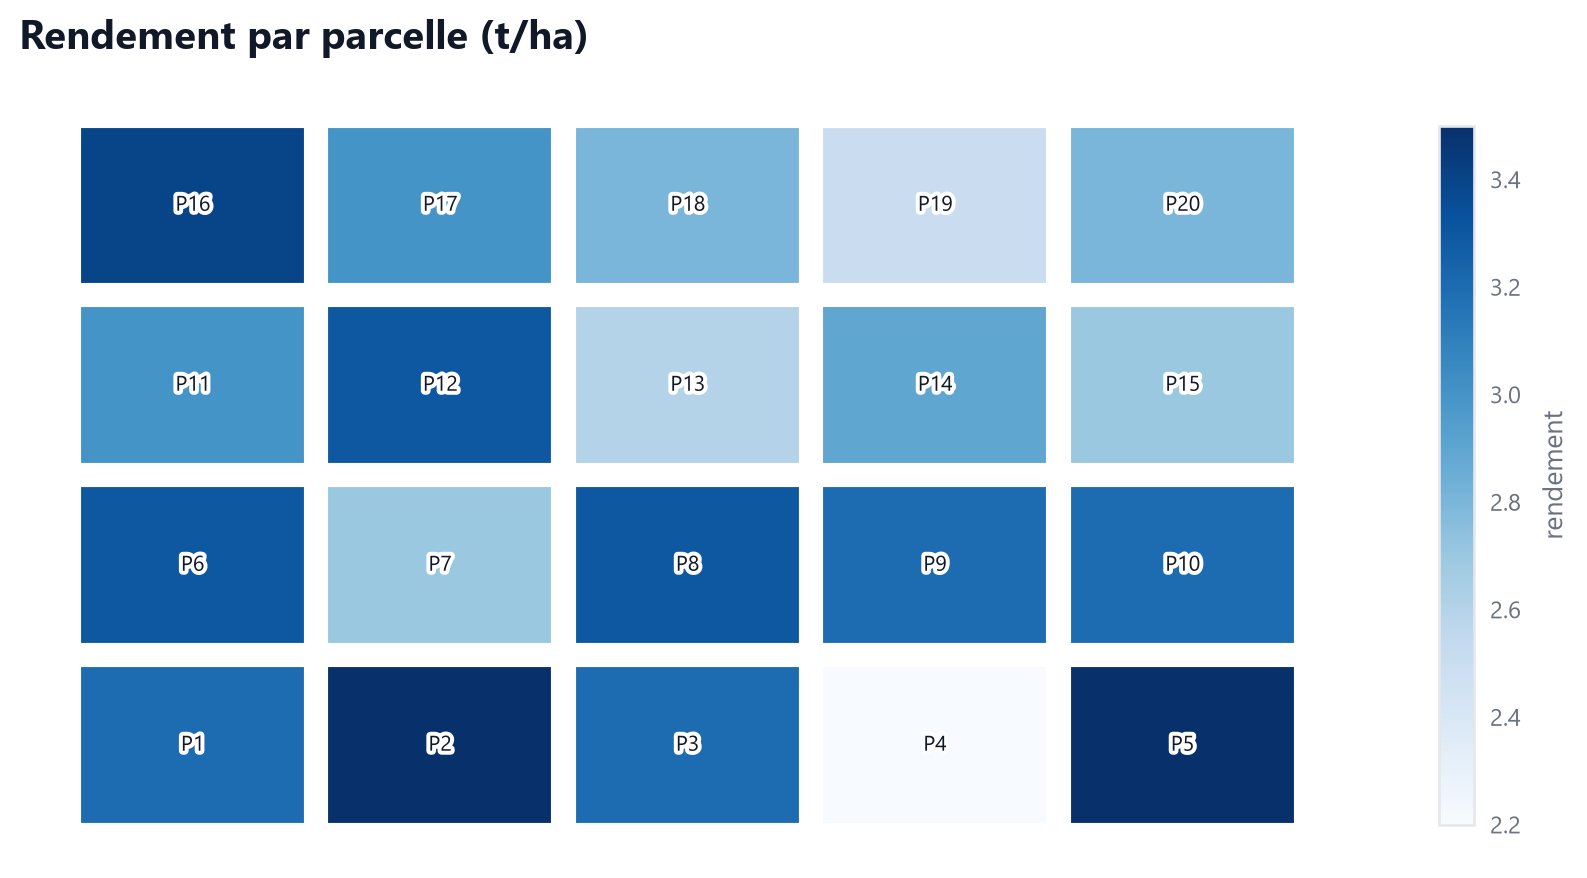 Rendement par parcelle (t/ha)
P16 P17 P18 P19 P20
P11 P12 P13 P14 P15
P6 P7 P8 P9 P10
P1 P2 P3 P4 P5
3.4
3.2
3.0
2.8
2.6
2.4
2.2
rendement